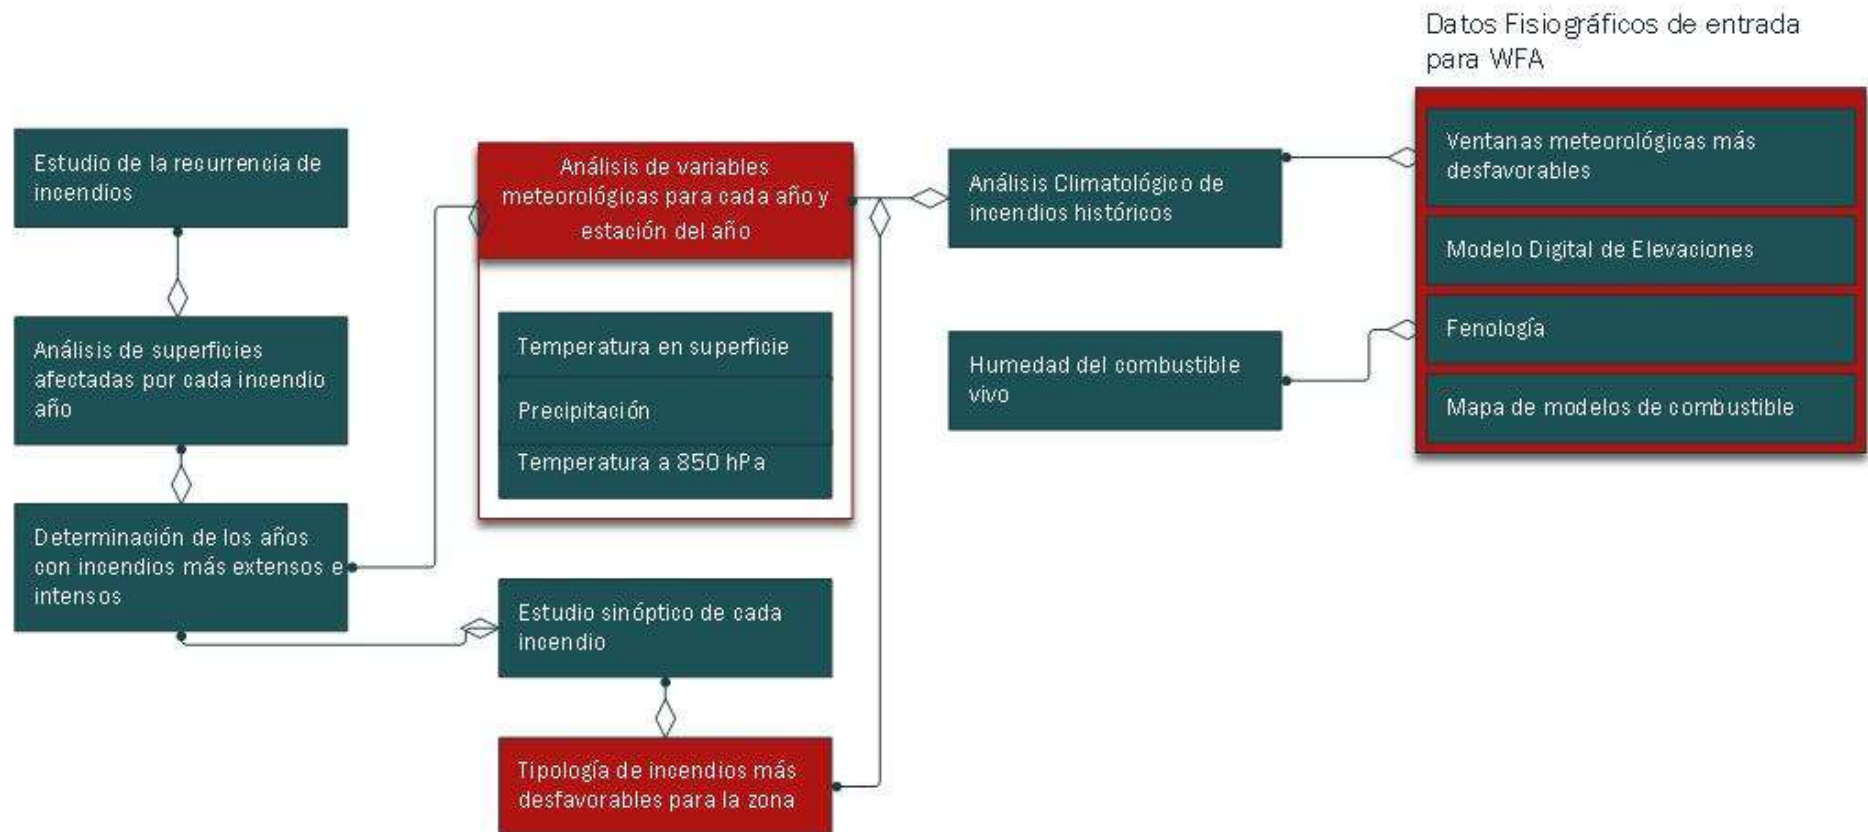 Datos Fisiográficos de entrada
para WFA
Estudio de la recurrencia de
incendios
Análisis de superficies
afectadas por cada incendio
año
Determinación de los años
con incendios más extensos e
intensos
Análisis de variables
meteorológicas para cada año y
estación del año
Temperatura en superficie
Precipitación
Temperatura a 850 hPa
Estudio sinóptico de cada
incendio
Tipología de incendios más
desfavorables para la zona
Análisis Climatológico de
incendios históricos
Humedad del combustible
vivo
Ventanas meteorológicas más
desfavorables
Modelo Digital de Elevaciones
Fenología
Mapa de modelos de combustible